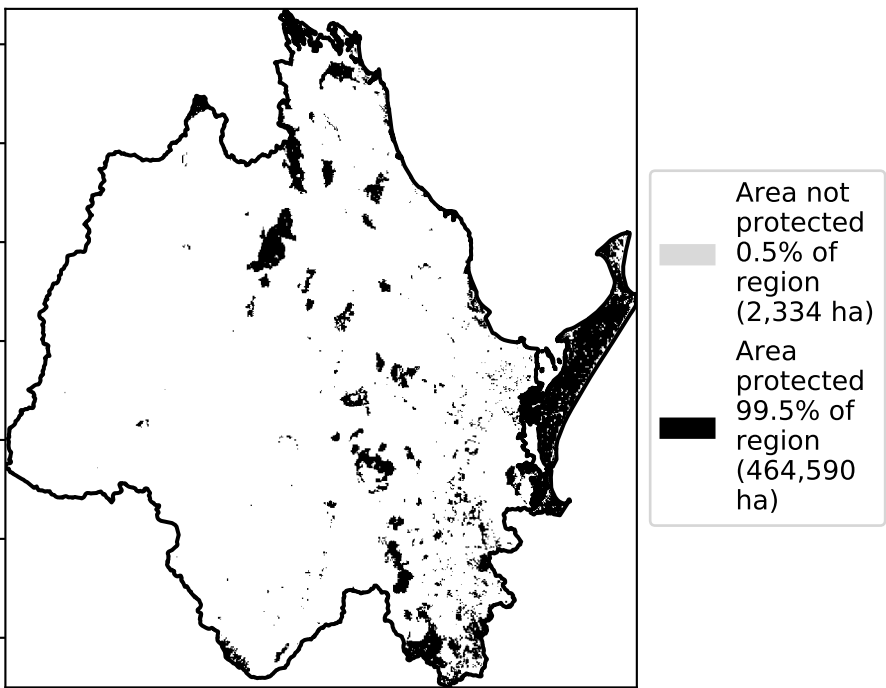 Area not
protected
0.5% of
region
(2,334 ha)
Area
protected
99.5% of
region
(464,590
ha)